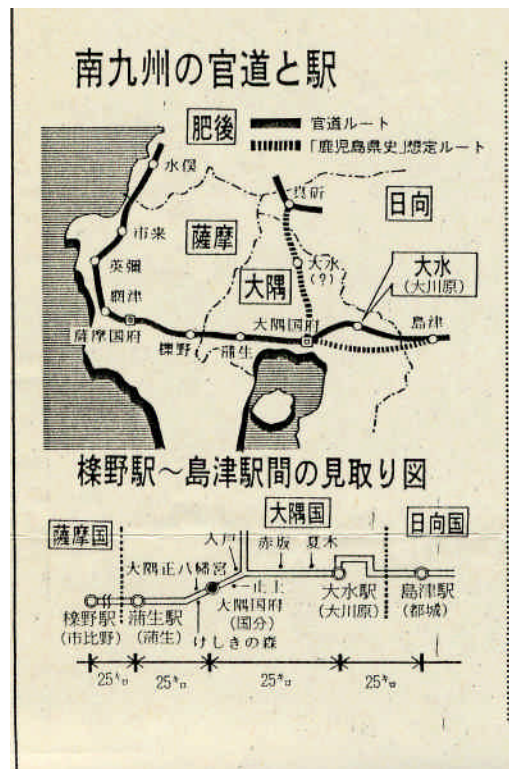 南九州の官道と駅
肥後
官道ルート
「鹿児島県史」想定ルート
水俣
真所
日向
市来
薩摩
英彌
大水
(?)
大水
(大川原)
網津
大隅
薩摩国府
大隅国府
島津
櫟野
蒲生
櫟野駅〜島津駅間の見取り図
大隅国
薩摩国
日向国
入戸
赤坂
夏木
大隅正八幡宮
止上
櫟野駅
(市比野)
蒲生駅
(蒲生)
大隅国府
(国分)
けしきの森
大水駅
(大川原)
島津駅
(都城)
25㌔
25㌔
25㌔
25㌔